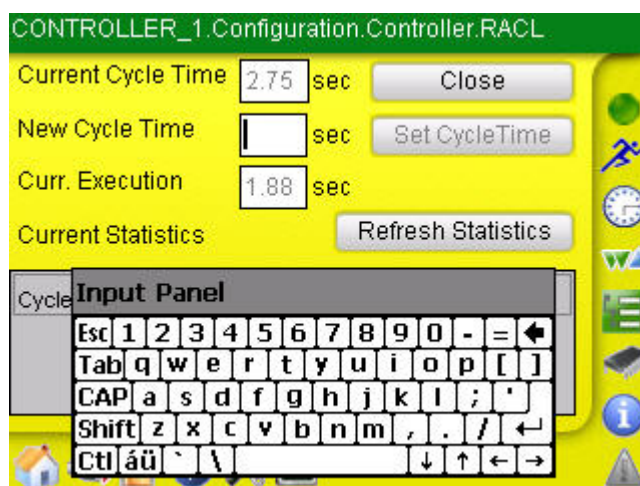 CONTROLLER_1.Configuration.Controller.RACL
Current Cycle Time 2.75 sec Close
New Cycle Time sec Set CycleTime
Curr. Execution 1.88 sec
Current Statistics Refresh Statistics
Cycle
Input Panel
Esc 1 2 3 4 5 6 7 8 9 0 - =
Tab q w e r t y u i o p [ ]
CAP a s d f g h j k l ; '
Shift z x c v b n m , . /
Ctl áü ` \